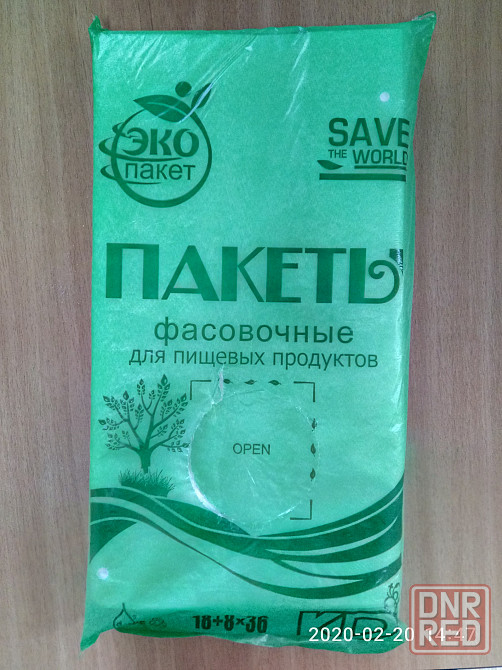 ЭКО
пакет
SAVE
THE WORLD
ПАКЕТЫ
фасовочные
для пищевых продуктов
OPEN
18+8×36
2020-02-20 14:47
DNR
RED